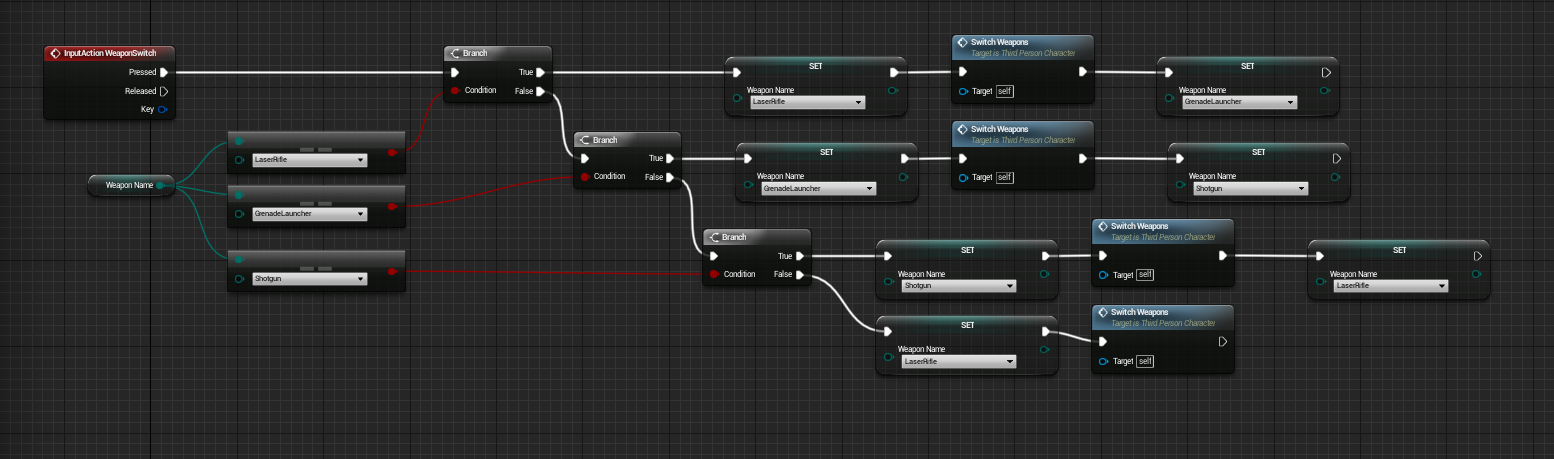 InputAction WeaponSwitch
Pressed
Released
Key
Weapon Name
LaserRifle
GrenadeLauncher
Shotgun
Branch
True
Condition
False
SET
Weapon Name
LaserRifle
Switch Weapons
Target is Third Person Character
Target self
SET
Weapon Name
GrenadeLauncher
Branch
True
Condition
False
SET
Weapon Name
GrenadeLauncher
Switch Weapons
Target is Third Person Character
Target self
SET
Weapon Name
Shotgun
Branch
True
Condition
False
SET
Weapon Name
Shotgun
Switch Weapons
Target is Third Person Character
Target self
SET
Weapon Name
LaserRifle
SET
Weapon Name
LaserRifle
Switch Weapons
Target is Third Person Character
Target self